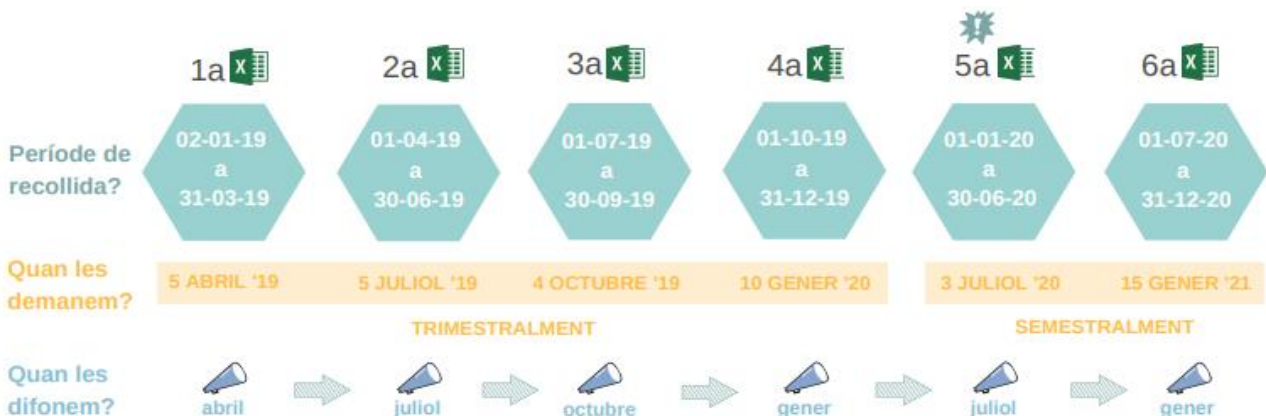 1a
2a
3a
4a
5a
6a
Període de
recollida?
02-01-19
a
31-03-19
01-04-19
a
30-06-19
01-07-19
a
30-09-19
01-10-19
a
31-12-19
01-01-20
a
30-06-20
01-07-20
a
31-12-20
Quan les
demanem?
5 ABRIL '19
5 JULIOL '19
4 OCTUBRE '19
10 GENER '20
3 JULIOL '20
15 GENER '21
TRIMESTRALMENT
SEMESTRALMENT
Quan les
difonem?
abril
juliol
octubre
gener
juliol
gener